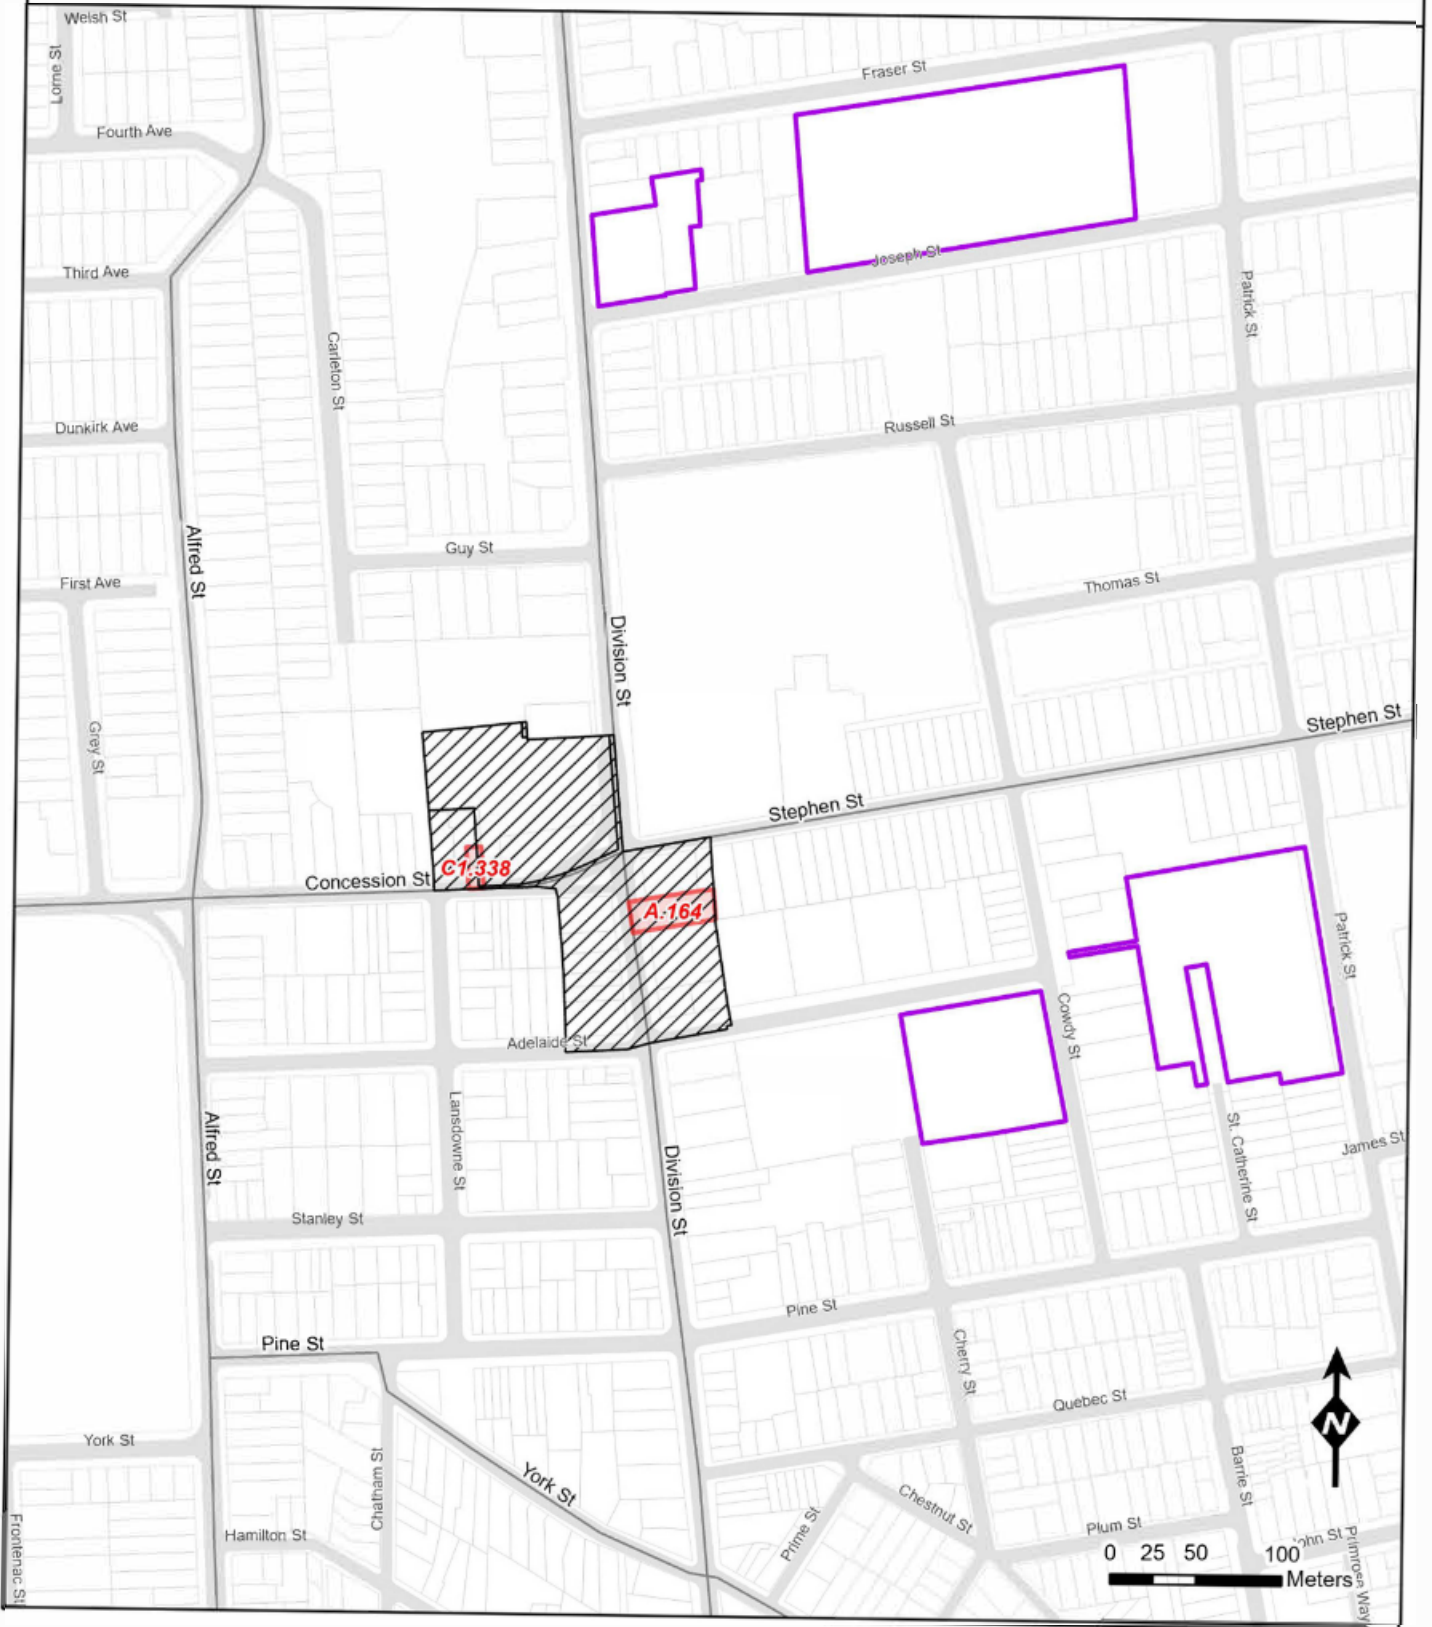 Welsh St
Lorne St
Fraser St
Fourth Ave
Joseph St
Third Ave
Patrick St
Carleton St
Dunkirk Ave
Russell St
Alfred St
Guy St
First Ave
Thomas St
Division St
Grey St
Stephen St
Stephen St
C1.338
Concession St
A.164
Patrick St
Cowdy St
Adelaide St
Lansdowne St
Alfred St
St. Catherine St
James St
Division St
Stanley St
Pine St
Pine St
Cherry St
Quebec St
N
York St
Chatham St
York St
Barrie St
Chestnut St
Prime St
Plum St
Hamilton St
Frontenac St
John St
Primrose Way
0 25 50 100
Meters